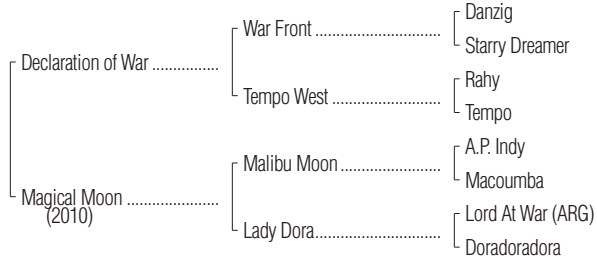 Danzig
War Front ................
Starry Dreamer
Declaration of War ................
Rahy
Tempo West ..........................
Tempo
A.P. Indy
Malibu Moon ........................
Macoumba
Magical Moon ......................
(2010)
Lord At War (ARG)
Lady Dora..............................
Doradoradora